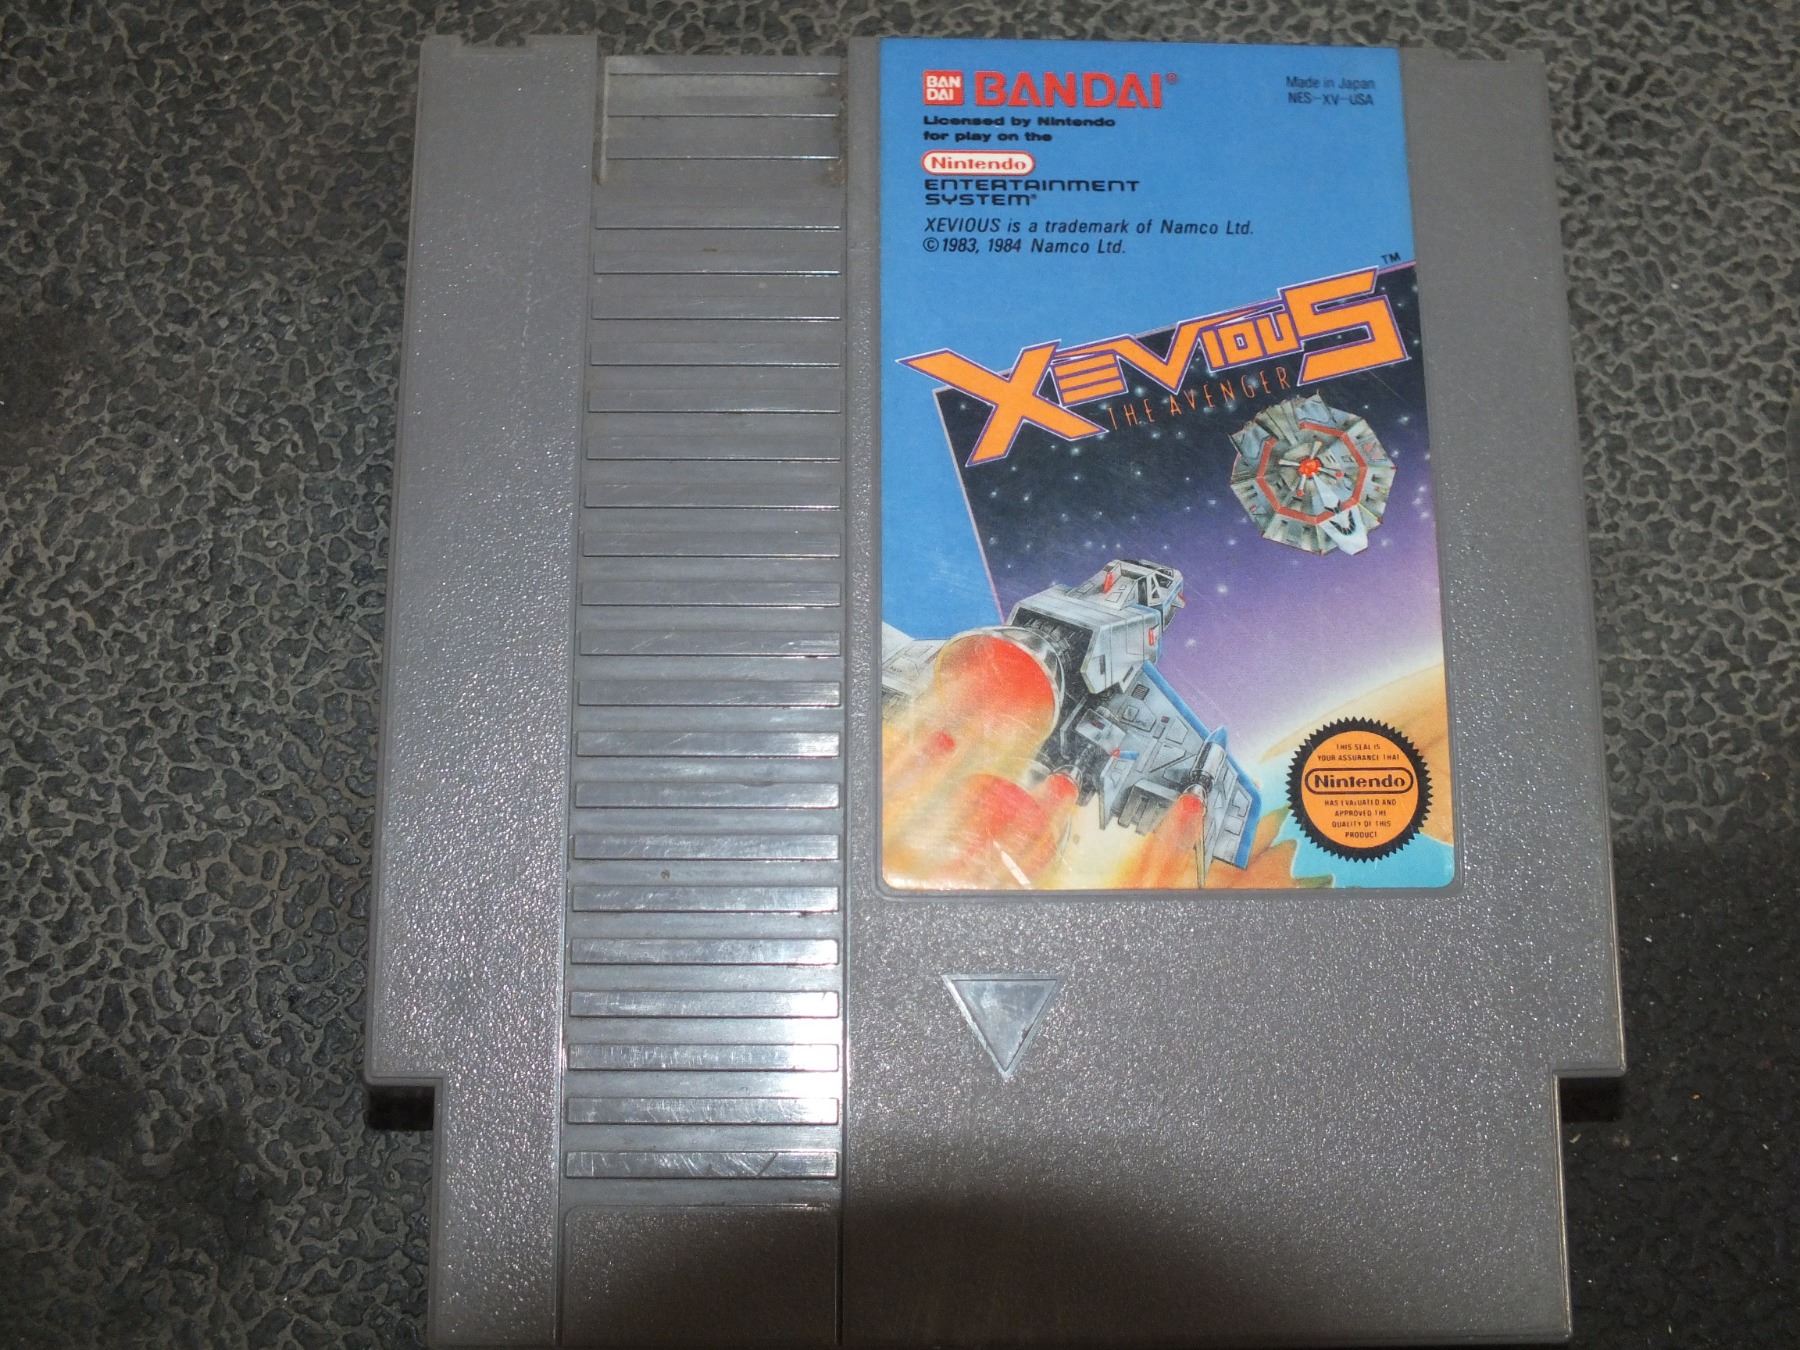 BAN
DAI
BANDAI®
Made in Japan
NES-XV-USA
Licensed by Nintendo
for play on the
Nintendo
ENTERTAINMENT
SYSTEM®
XEVIOUS is a trademark of Namco Ltd.
©1983, 1984 Namco Ltd.
XEVIOUS™
THE AVENGER
6
THIS SEAL IS
YOUR ASSURANCE THAT
Nintendo
HAS EVALUATED AND
APPROVED THE
QUALITY OF THIS
PRODUCT